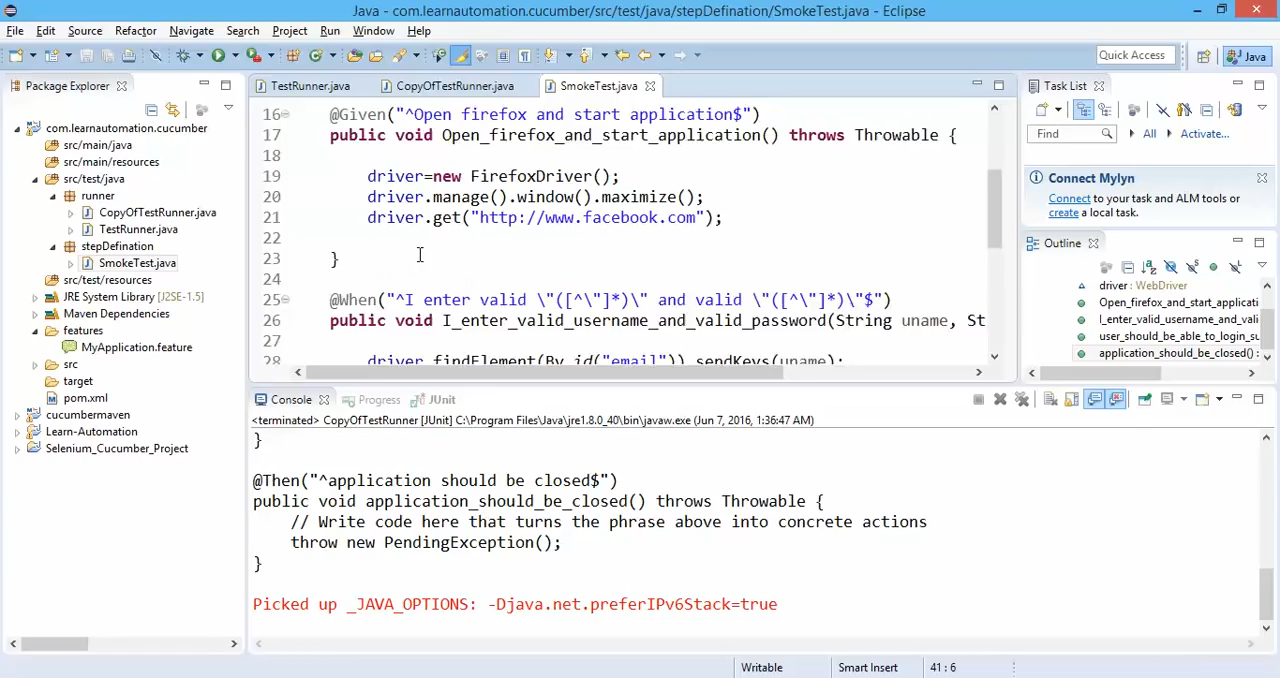 Java - com.learnautomation.cucumber/src/test/java/stepDefination/SmokeTest.java - Eclipse
File Edit Source Refactor Navigate Search Project Run Window Help
Quick Access
Java
Package Explorer
com.learnautomation.cucumber
src/main/java
src/main/resources
src/test/java
runner
CopyOfTestRunner.java
TestRunner.java
stepDefination
SmokeTest.java
src/test/resources
JRE System Library [J2SE-1.5]
Maven Dependencies
features
MyApplication.feature
src
target
pom.xml
cucumbermaven
Learn-Automation
Selenium_Cucumber_Project
TestRunner.java CopyOfTestRunner.java SmokeTest.java
16 @Given("^Open firefox and start application$")
17 public void Open_firefox_and_start_application() throws Throwable {
18
19 driver=new FirefoxDriver();
20 driver.manage().window().maximize();
21 driver.get("http://www.facebook.com");
22
23 }
24
25 @When("^I enter valid \"([^\"]*)\" and valid \"([^\"]*)\"$")
26 public void I_enter_valid_username_and_valid_password(String uname, St
27
28 driver.findElement(By.id("email")).sendKeys(uname);
Task List
Find All Activate...
Connect Mylyn
Connect to your task and ALM tools or
create a local task.
Outline
driver : WebDriver
Open_firefox_and_start_applicati
I_enter_valid_username_and_vali
user_should_be_able_to_login_su
application_should_be_closed() :
Console Progress JUnit
<terminated> CopyOfTestRunner [JUnit] C:\Program Files\Java\jre1.8.0_40\bin\javaw.exe (Jun 7, 2016, 1:36:47 AM)
}
@Then("^application should be closed$")
public void application_should_be_closed() throws Throwable {
// Write code here that turns the phrase above into concrete actions
throw new PendingException();
}
Picked up _JAVA_OPTIONS: -Djava.net.preferIPv6Stack=true
Writable Smart Insert 41 : 6